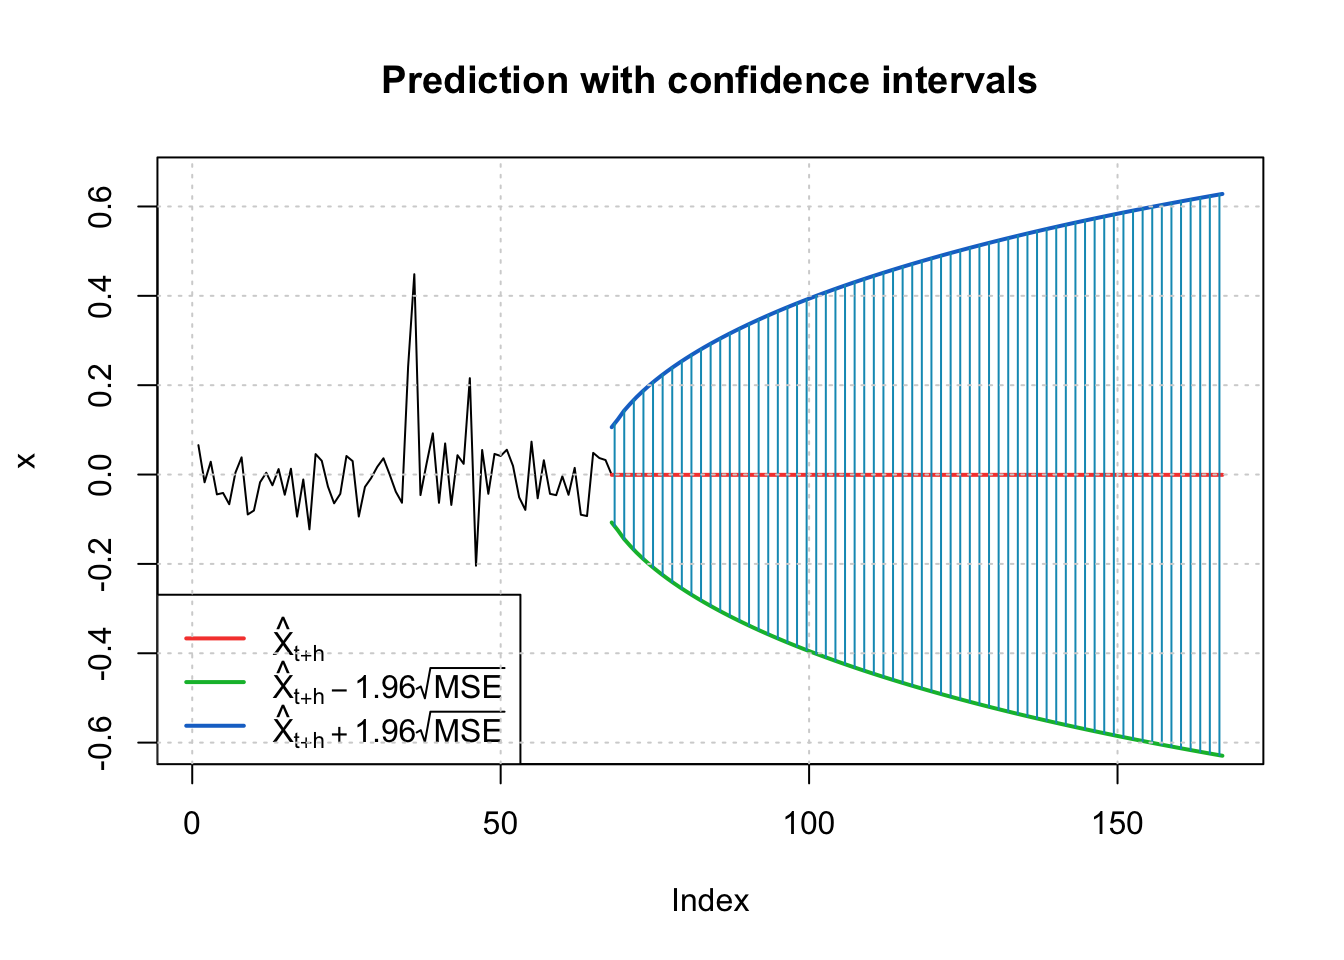 Prediction with confidence intervals
x
0.6
0.4
0.2
0.0
-0.2
-0.4
-0.6
X̂t+h
X̂t+h − 1.96√MSE
X̂t+h + 1.96√MSE
0 50 100 150
Index